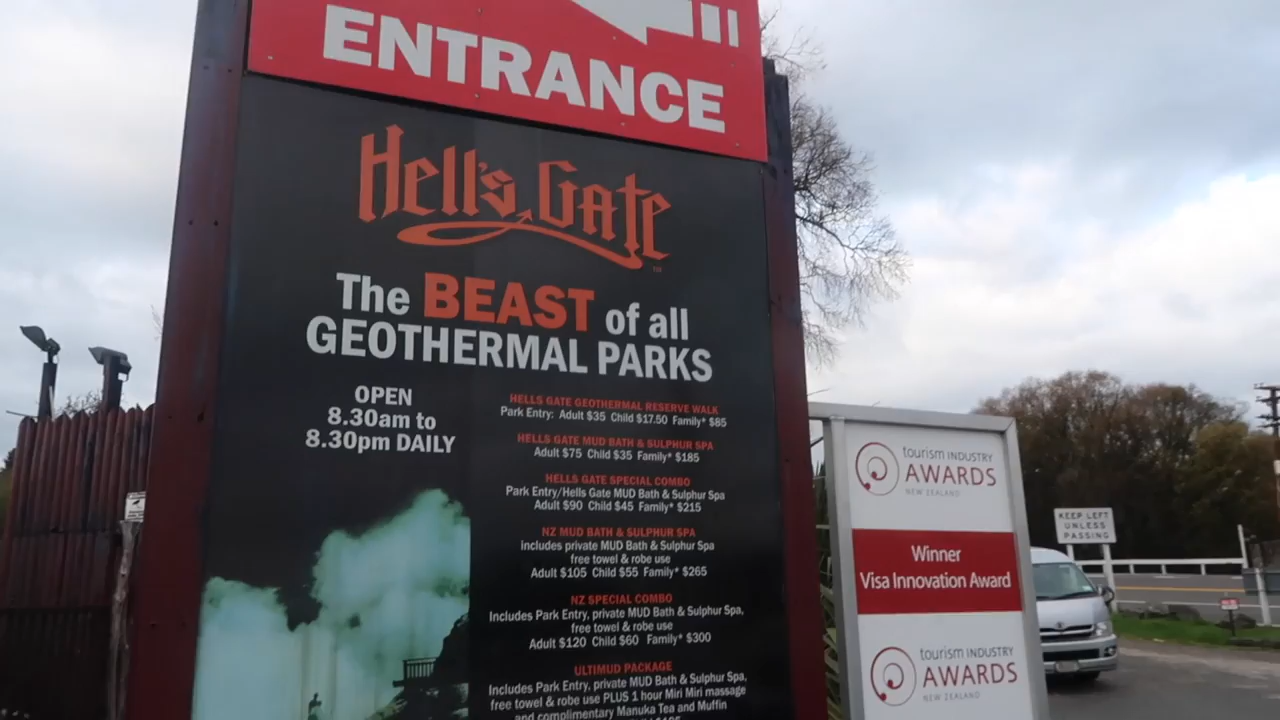 ENTRANCE
Hell's Gate
The BEAST of all
GEOTHERMAL PARKS
OPEN
8.30am to
8.30pm DAILY
HELLS GATE GEOTHERMAL RESERVE WALK
Park Entry: Adult $35 Child $17.50 Family* $85
HELLS GATE MUD BATH & SULPHUR SPA
Adult $75 Child $35 Family* $185
HELLS GATE SPECIAL COMBO
Park Entry/Hells Gate MUD Bath & Sulphur Spa
Adult $90 Child $45 Family* $215
NZ MUD BATH & SULPHUR SPA
includes private MUD Bath & Sulphur Spa
free towel & robe use
Adult $105 Child $55 Family* $265
NZ SPECIAL COMBO
Includes Park Entry, private MUD Bath & Sulphur Spa,
free towel & robe use
Adult $120 Child $60 Family* $300
ULTIMUD PACKAGE
Includes Park Entry, private MUD Bath & Sulphur Spa,
free towel & robe use PLUS 1 hour Miri Miri massage
and complimentary Manuka Tea and Muffin
tourism INDUSTRY
AWARDS
NEW ZEALAND
Winner
Visa Innovation Award
tourism INDUSTRY
AWARDS
NEW ZEALAND
KEEP LEFT
UNLESS
PASSING